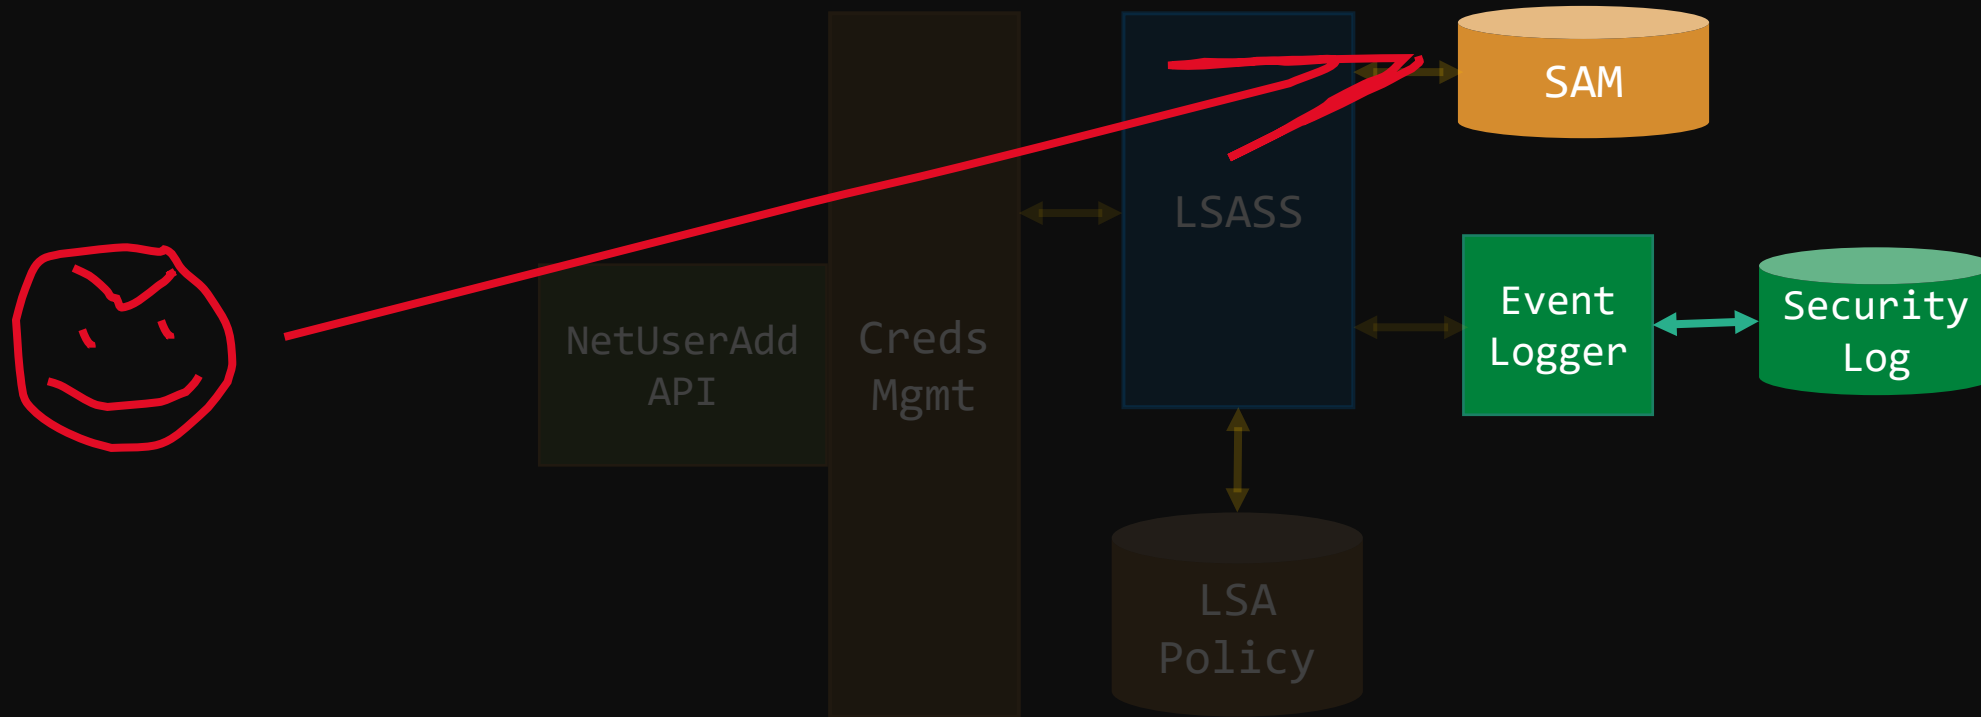 SAM
LSASS
Event
Logger
Security
Log
NetUserAdd
API
Creds
Mgmt
LSA
Policy